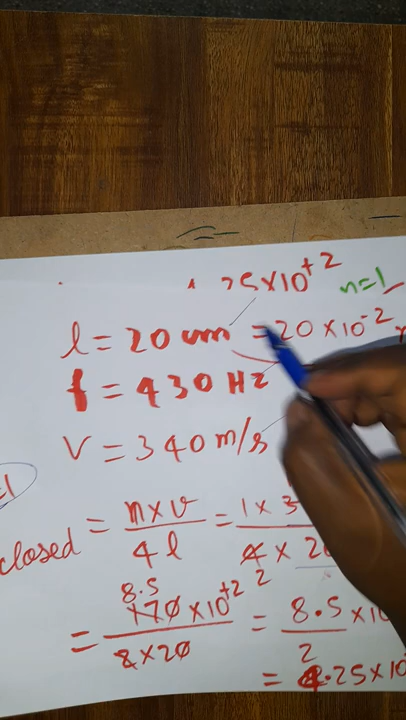 25×10⁺²
n=1
l = 20 cm = 20 × 10⁻²
f = 430 Hz
V = 340 m/s
closed = n×v / 4l = 1 × 3 / 4 × 2
= 8.5 170 × 10⁺² / 8×20 = 8.5 ×10 / 2
= 4.25×10